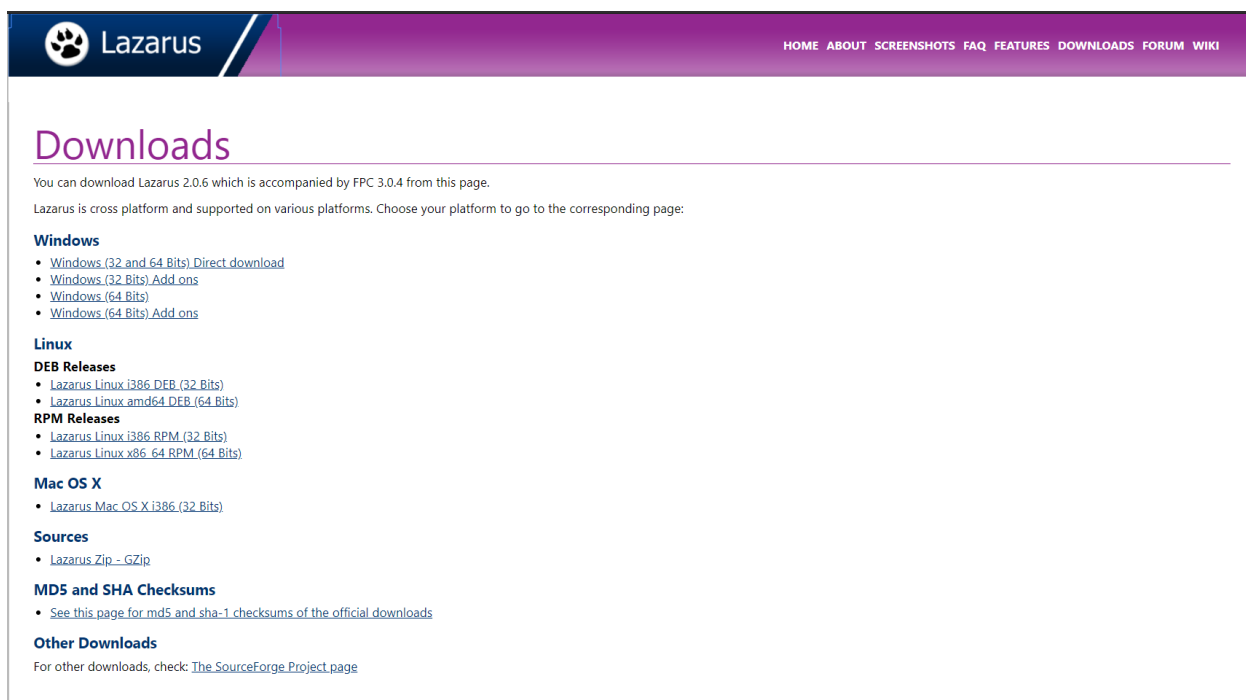 Lazarus
HOME ABOUT SCREENSHOTS FAQ FEATURES DOWNLOADS FORUM WIKI
Downloads
You can download Lazarus 2.0.6 which is accompanied by FPC 3.0.4 from this page.
Lazarus is cross platform and supported on various platforms. Choose your platform to go to the corresponding page:
Windows
Windows (32 and 64 Bits) Direct download
Windows (32 Bits) Add ons
Windows (64 Bits)
Windows (64 Bits) Add ons
Linux
DEB Releases
Lazarus Linux i386 DEB (32 Bits)
Lazarus Linux amd64 DEB (64 Bits)
RPM Releases
Lazarus Linux i386 RPM (32 Bits)
Lazarus Linux x86_64 RPM (64 Bits)
Mac OS X
Lazarus Mac OS X i386 (32 Bits)
Sources
Lazarus Zip - GZip
MD5 and SHA Checksums
See this page for md5 and sha-1 checksums of the official downloads
Other Downloads
For other downloads, check: The SourceForge Project page